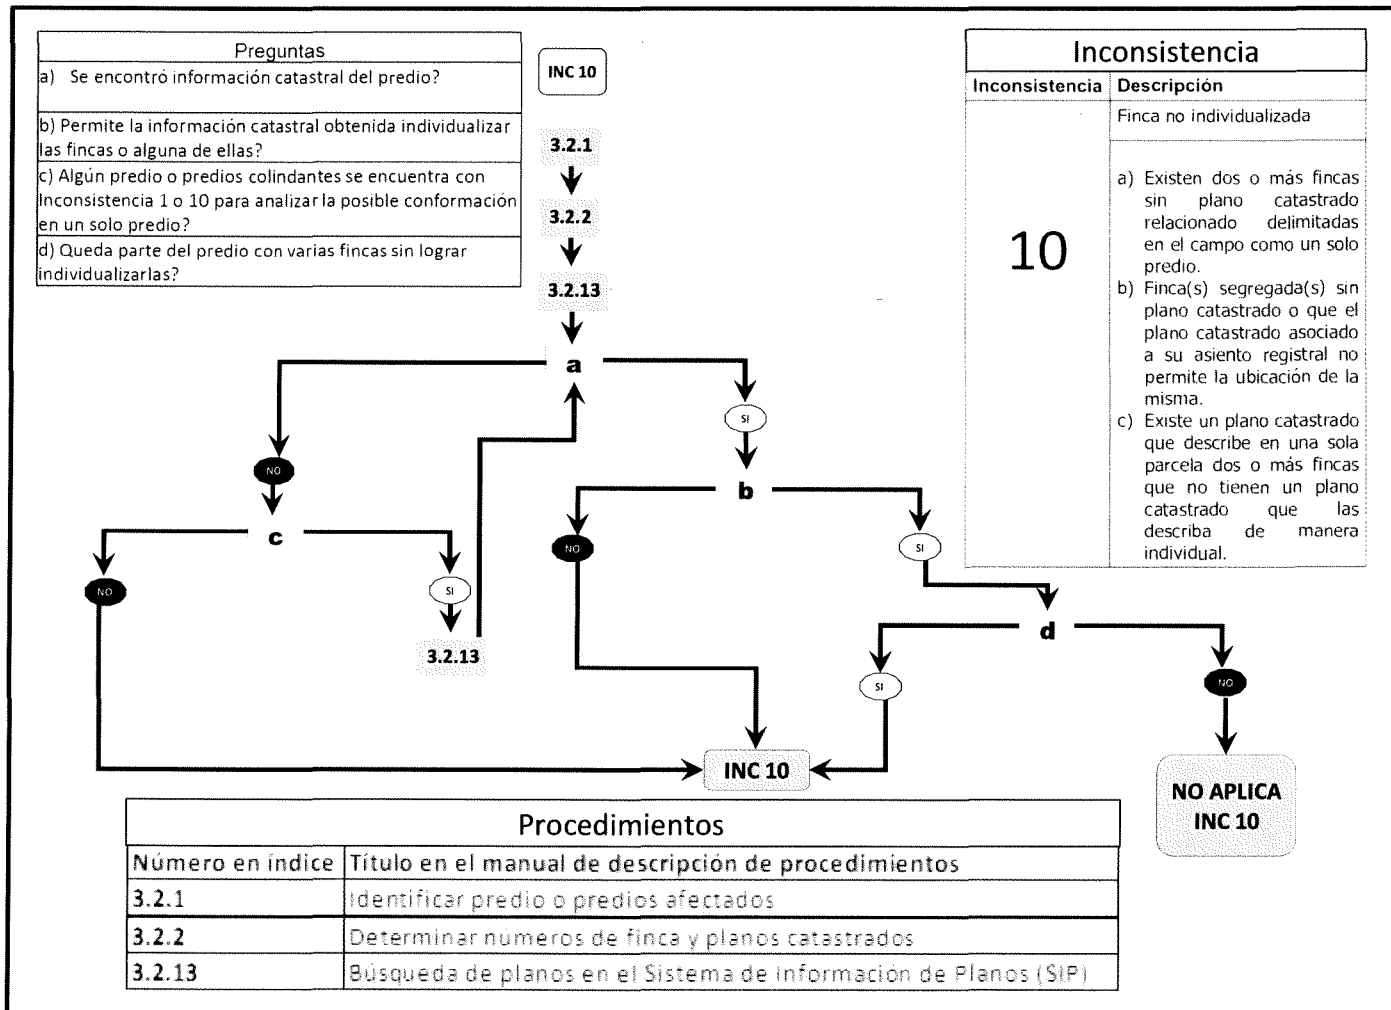 Preguntas
a) Se encontró información catastral del predio?
b) Permite la información catastral obtenida individualizar
las fincas o alguna de ellas?
c) Algún predio o predios colindantes se encuentra con
Inconsistencia 1 o 10 para analizar la posible conformación
en un solo predio?
d) Queda parte del predio con varias fincas sin lograr
individualizarlas?
INC 10
3.2.1
3.2.2
3.2.13
Inconsistencia
Inconsistencia Descripción
Finca no individualizada
10
a) Existen dos o más fincas
sin plano catastrado
relacionado delimitadas
en el campo como un solo
predio.
b) Finca(s) segregada(s) sin
plano catastrado o que el
plano catastrado asociado
a su asiento registral no
permite la ubicación de la
misma.
c) Existe un plano catastrado
que describe en una sola
parcela dos o más fincas
que no tienen un plano
catastrado que las
describa de manera
individual.
a
SI
NO
b
c
NO
SI
NO
SI
3.2.13
d
SI
NO
INC 10
NO APLICA
INC 10
Procedimientos
Número en índice Título en el manual de descripción de procedimientos
3.2.1 Identificar predio o predios afectados
3.2.2 Determinar números de finca y planos catastrados
3.2.13 Búsqueda de planos en el Sistema de Información de Planos (SIP)